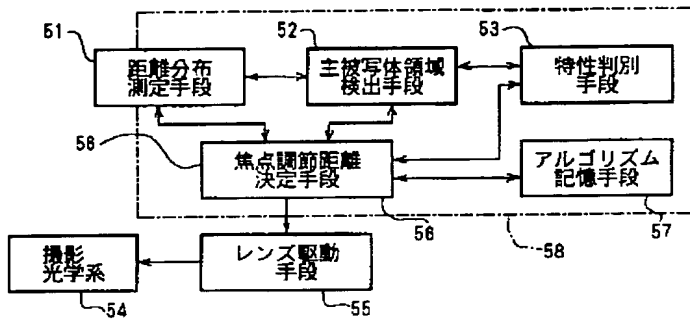 51
52
53
距離分布
測定手段
主被写体領域
検出手段
特性判別
手段
56
焦点調節距離
決定手段
アルゴリズム
記憶手段
56
57
58
撮影
光学系
レンズ駆動
手段
54
55